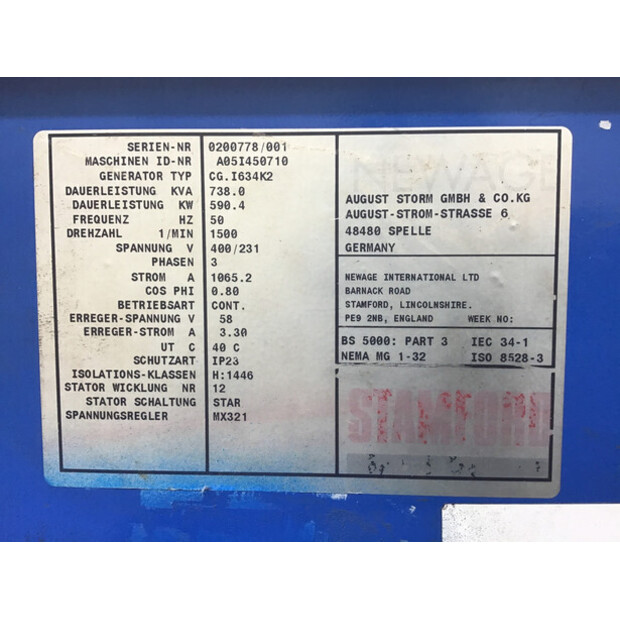 SERIEN-NR 0200778/001
MASCHINEN ID-NR A05I450710
GENERATOR TYP CG.I634K2
DAUERLEISTUNG KVA 738.0
DAUERLEISTUNG KW 590.4
FREQUENZ HZ 50
DREHZAHL 1/MIN 1500
SPANNUNG V 400/231
PHASEN 3
STROM A 1065.2
COS PHI 0.80
BETRIEBSART CONT.
ERREGER-SPANNUNG V 58
ERREGER-STROM A 3.30
UT C 40 C
SCHUTZART IP23
ISOLATIONS-KLASSEN H:1446
STATOR WICKLUNG NR 12
STATOR SCHALTUNG STAR
SPANNUNGSREGLER MX321
NEWAGE
AUGUST STORM GMBH & CO.KG
AUGUST-STROM-STRASSE 6
48480 SPELLE
GERMANY
NEWAGE INTERNATIONAL LTD
BARNACK ROAD
STAMFORD, LINCOLNSHIRE.
PE9 2NB, ENGLAND WEEK NO:
BS 5000: PART 3 IEC 34-1
NEMA MG 1-32 ISO 8528-3
STAMFORD